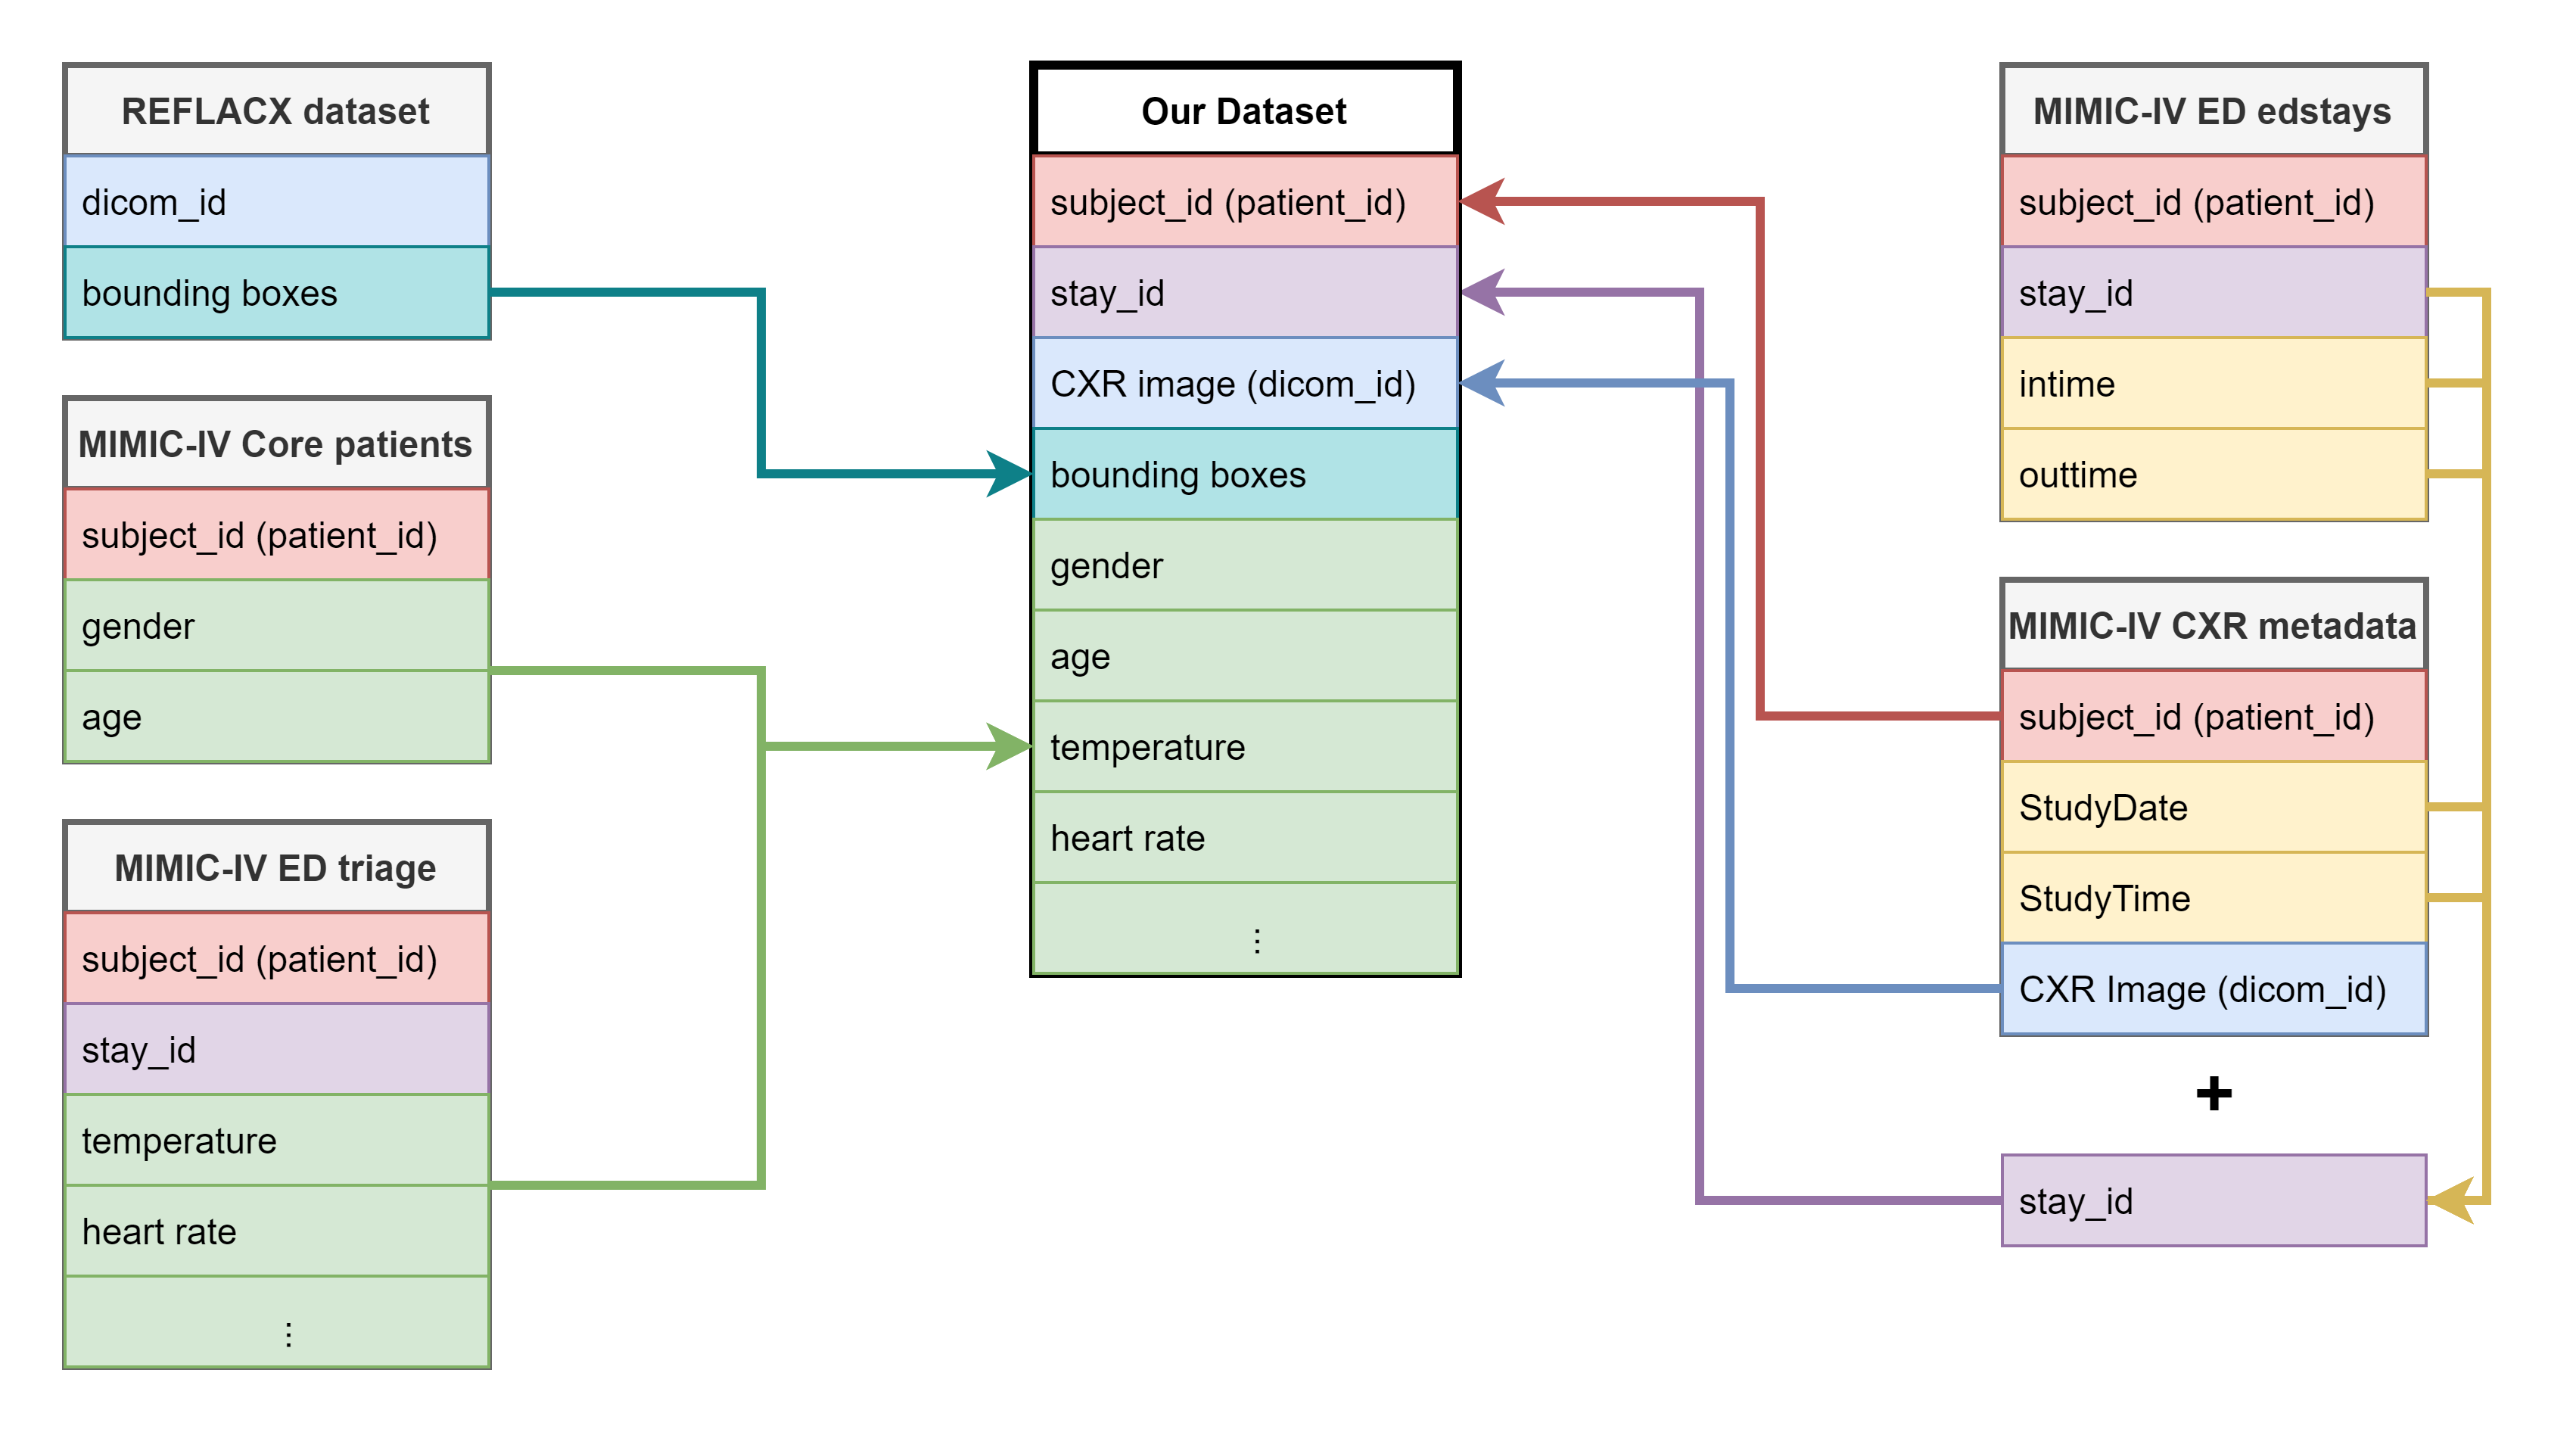 REFLACX dataset
dicom_id
bounding boxes
MIMIC-IV Core patients
subject_id (patient_id)
gender
age
MIMIC-IV ED triage
subject_id (patient_id)
stay_id
temperature
heart rate
⋮
Our Dataset
subject_id (patient_id)
stay_id
CXR image (dicom_id)
bounding boxes
gender
age
temperature
heart rate
⋮
MIMIC-IV ED edstays
subject_id (patient_id)
stay_id
intime
outtime
MIMIC-IV CXR metadata
subject_id (patient_id)
StudyDate
StudyTime
CXR Image (dicom_id)
+
stay_id